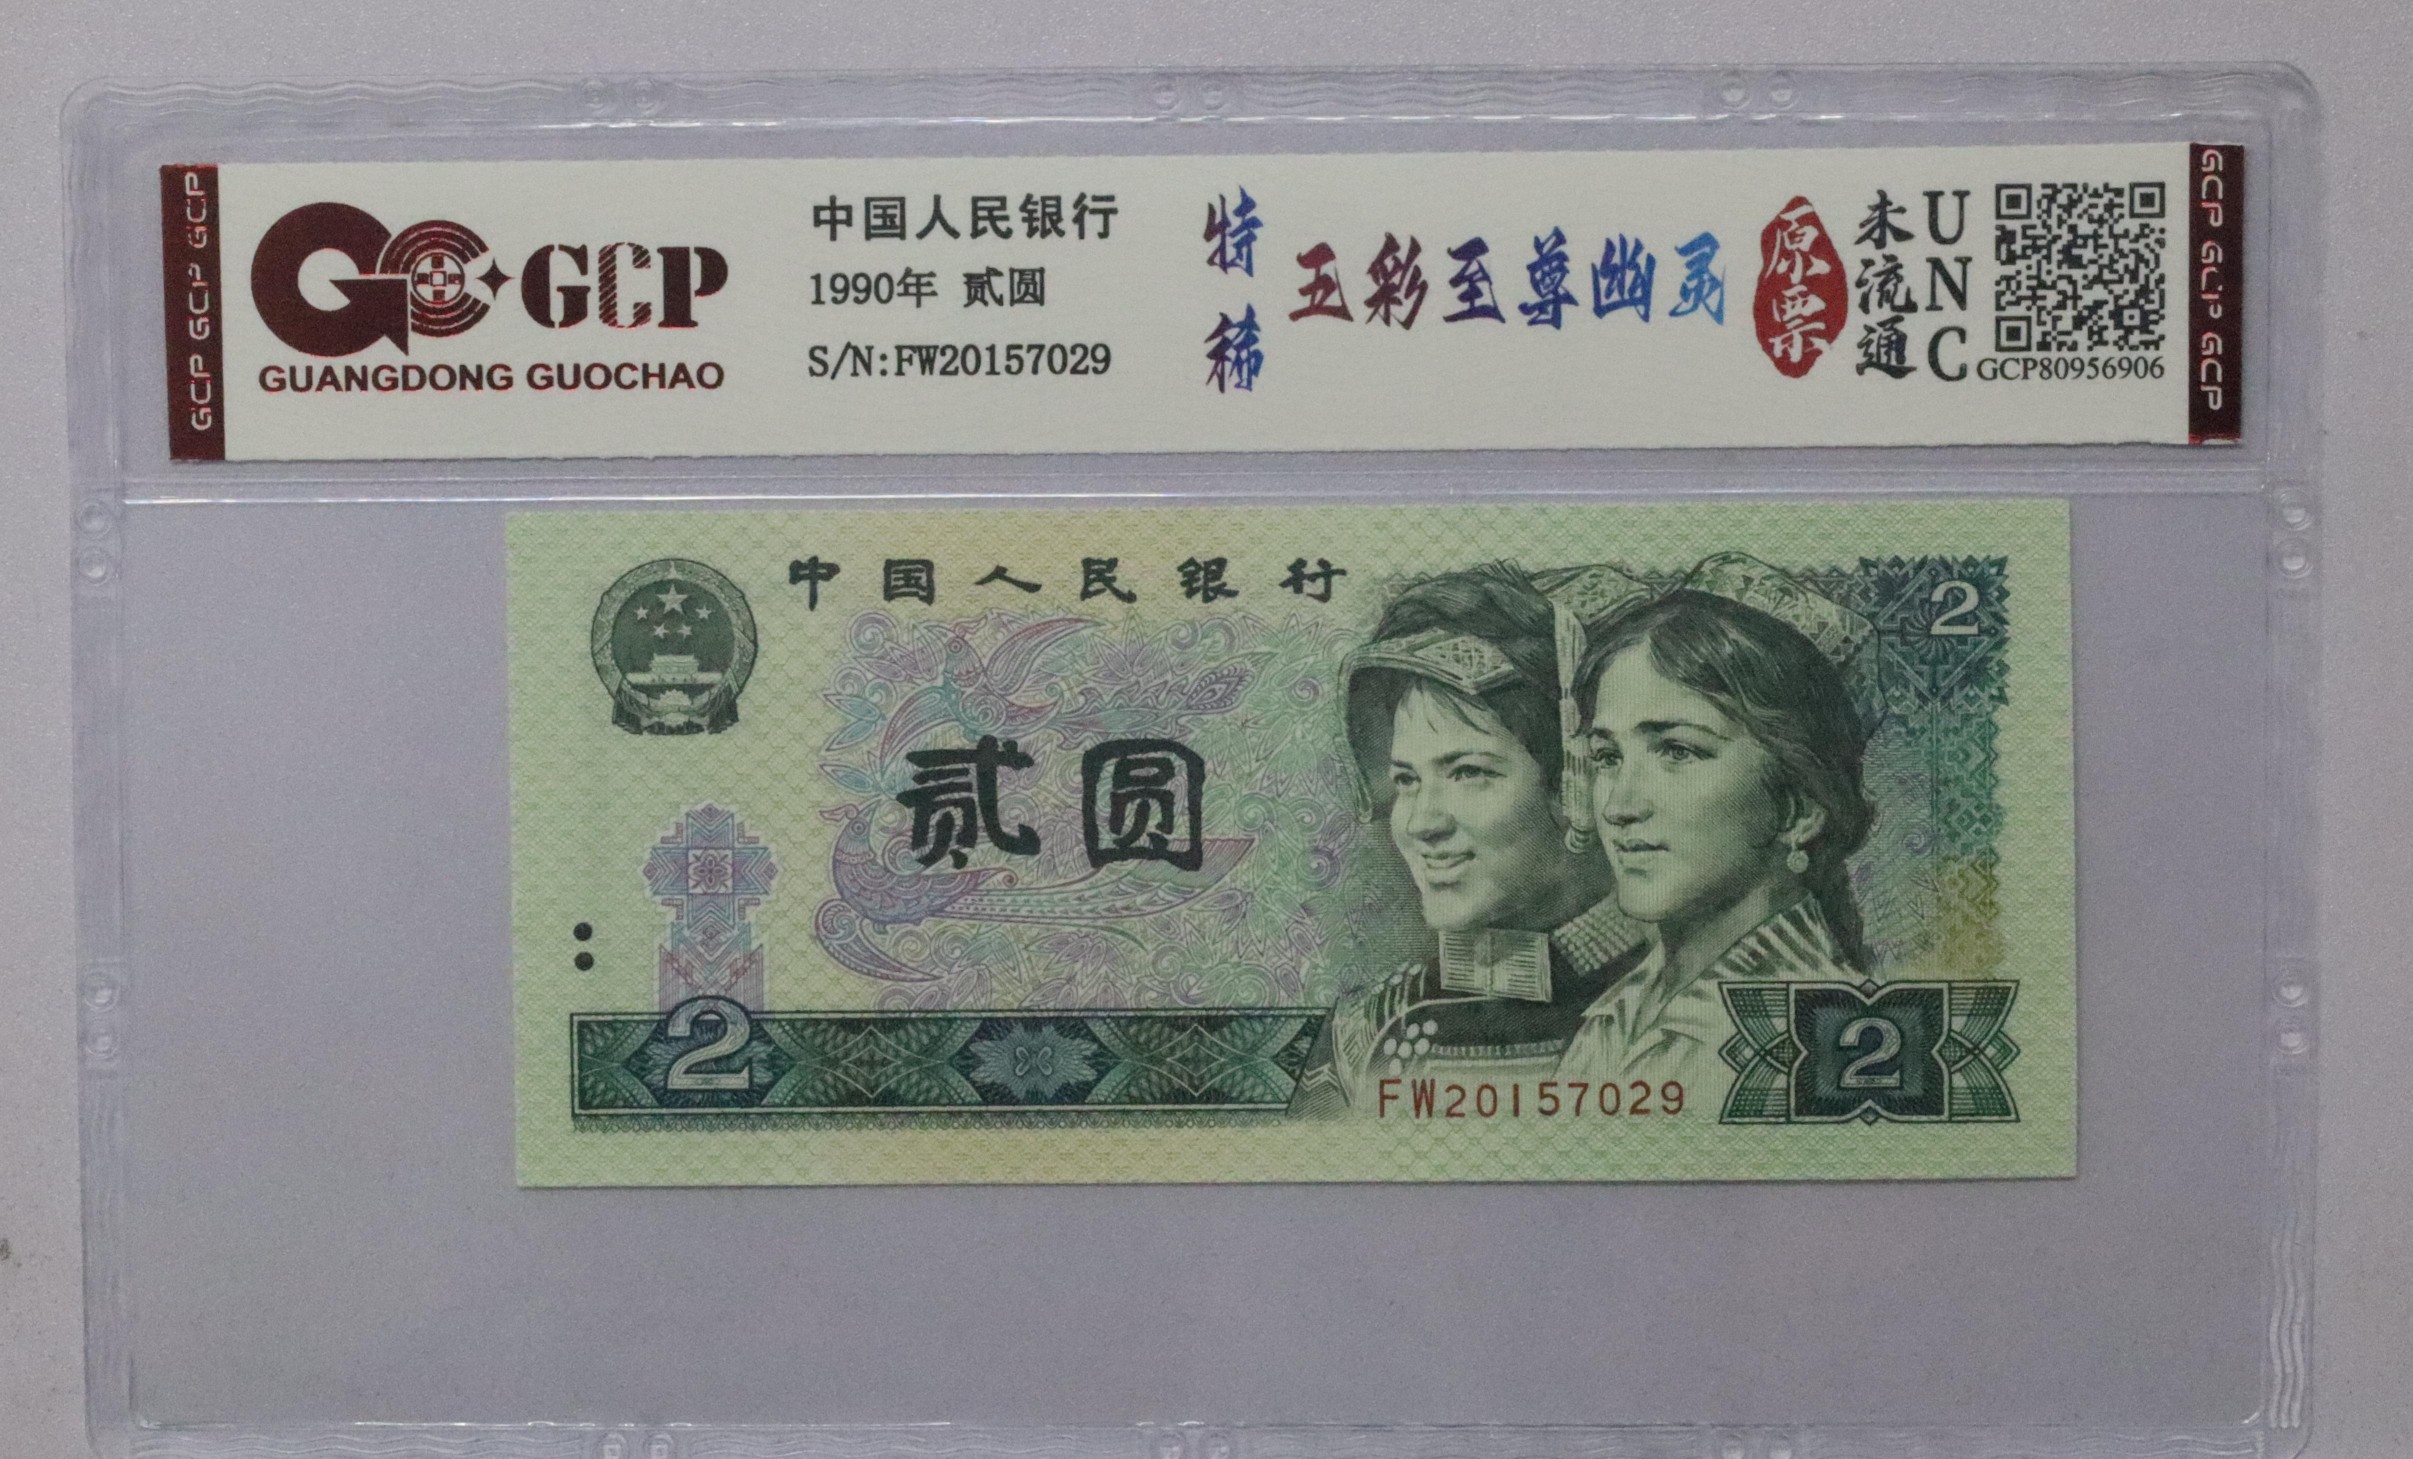 GCP GCP GCP
GCP
GUANGDONG GUOCHAO
中国人民银行
1990年 贰圆
S/N:FW20157029
特稀
五彩至尊幽灵
原票
未流通
UNC
GCP80956906
GCP GCP GCP
中国人民银行
2
贰圆
2
FW20157029
2